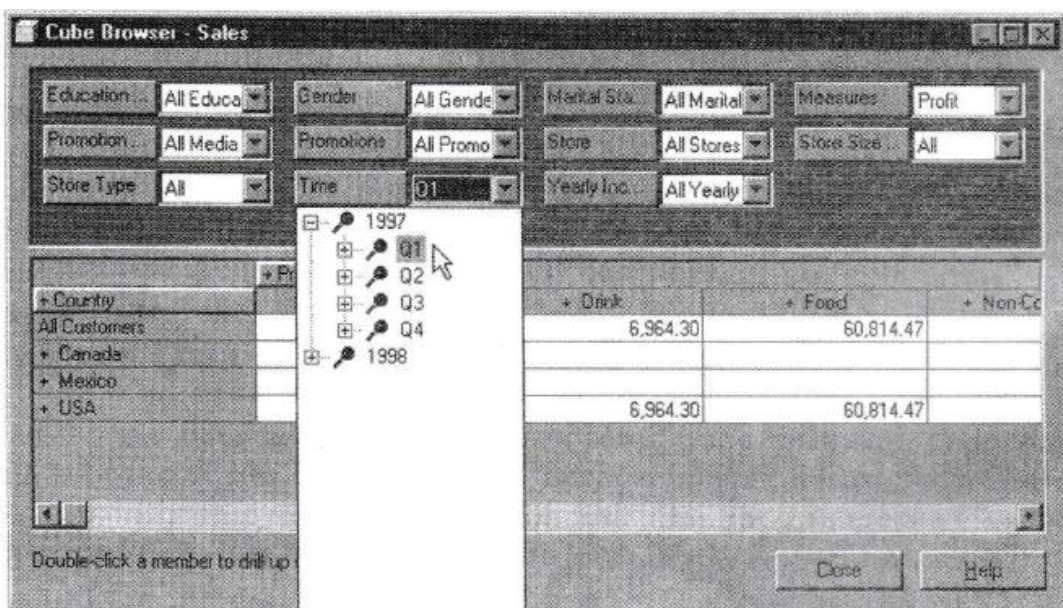 Cube Browser - Sales
Education ... All Educa Gender All Gende Marital Sta... All Marital Measures Profit
Promotion ... All Media Promotions All Promo Store All Stores Store Size ... All
Store Type All Time Q1 Yearly Inc... All Yearly
1997
Q1
Q2
Q3
Q4
1998
+ Pr
+ Country + Drink + Food + Non-Co
All Customers 6,964.30 60,814.47
+ Canada
+ Mexico
+ USA 6,964.30 60,814.47
Double-click a member to drill up
Close Help